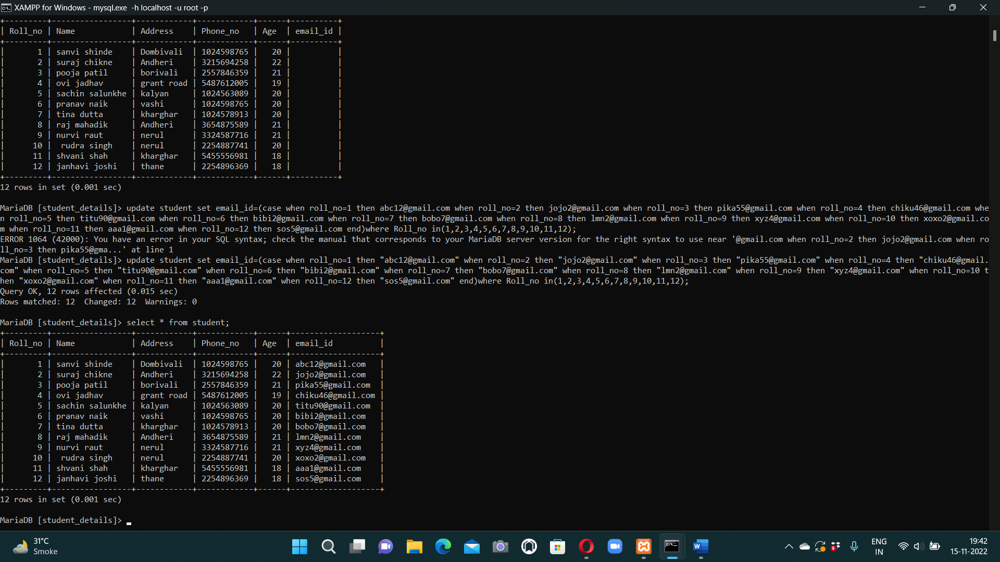 XAMPP for Windows - mysql.exe -h localhost -u root -p
+---------+-----------------+------------+------------+------+----------+
| Roll_no | Name            | Address    | Phone_no   | Age  | email_id |
+---------+-----------------+------------+------------+------+----------+
|       1 | sanvi shinde    | Dombivali  | 1024598765 |   20 |          |
|       2 | suraj chikne    | Andheri    | 3215694258 |   22 |          |
|       3 | pooja patil     | borivali   | 2557846359 |   21 |          |
|       4 | ovi jadhav      | grant road | 5487612005 |   19 |          |
|       5 | sachin salunkhe | kalyan     | 1024563089 |   20 |          |
|       6 | pranav naik     | vashi      | 1024598765 |   20 |          |
|       7 | tina dutta      | kharghar   | 1024578913 |   20 |          |
|       8 | raj mahadik     | Andheri    | 3654875589 |   21 |          |
|       9 | nurvi raut      | nerul      | 3324587716 |   21 |          |
|      10 |  rudra singh    | nerul      | 2254887741 |   20 |          |
|      11 | shvani shah     | kharghar   | 5455556981 |   18 |          |
|      12 | janhavi joshi   | thane      | 2254896369 |   18 |          |
+---------+-----------------+------------+------------+------+----------+
12 rows in set (0.001 sec)
MariaDB [student_details]> update student set email_id=(case when roll_no=1 then abc12@gmail.com when roll_no=2 then jojo2@gmail.com when roll_no=3 then pika55@gmail.com when roll_no=4 then chiku46@gmail.com whe
n roll_no=5 then titu90@gmail.com when roll_no=6 then bibi2@gmail.com when roll_no=7 then bobo7@gmail.com when roll_no=8 then lmn2@gmail.com when roll_no=9 then xyz4@gmail.com when roll_no=10 then xoxo2@gmail.co
m when roll_no=11 then aaa1@gmail.com when roll_no=12 then sos5@gmail.com end)where Roll_no in(1,2,3,4,5,6,7,8,9,10,11,12);
ERROR 1064 (42000): You have an error in your SQL syntax; check the manual that corresponds to your MariaDB server version for the right syntax to use near '@gmail.com when roll_no=2 then jojo2@gmail.com when ro
ll_no=3 then pika55@gma...' at line 1
MariaDB [student_details]> update student set email_id=(case when roll_no=1 then "abc12@gmail.com" when roll_no=2 then "jojo2@gmail.com" when roll_no=3 then "pika55@gmail.com" when roll_no=4 then "chiku46@gmail.
com" when roll_no=5 then "titu90@gmail.com" when roll_no=6 then "bibi2@gmail.com" when roll_no=7 then "bobo7@gmail.com" when roll_no=8 then "lmn2@gmail.com" when roll_no=9 then "xyz4@gmail.com" when roll_no=10 t
hen "xoxo2@gmail.com" when roll_no=11 then "aaa1@gmail.com" when roll_no=12 then "sos5@gmail.com" end)where Roll_no in(1,2,3,4,5,6,7,8,9,10,11,12);
Query OK, 12 rows affected (0.015 sec)
Rows matched: 12  Changed: 12  Warnings: 0
MariaDB [student_details]> select * from student;
+---------+-----------------+------------+------------+------+-------------------+
| Roll_no | Name            | Address    | Phone_no   | Age  | email_id          |
+---------+-----------------+------------+------------+------+-------------------+
|       1 | sanvi shinde    | Dombivali  | 1024598765 |   20 | abc12@gmail.com   |
|       2 | suraj chikne    | Andheri    | 3215694258 |   22 | jojo2@gmail.com   |
|       3 | pooja patil     | borivali   | 2557846359 |   21 | pika55@gmail.com  |
|       4 | ovi jadhav      | grant road | 5487612005 |   19 | chiku46@gmail.com |
|       5 | sachin salunkhe | kalyan     | 1024563089 |   20 | titu90@gmail.com  |
|       6 | pranav naik     | vashi      | 1024598765 |   20 | bibi2@gmail.com   |
|       7 | tina dutta      | kharghar   | 1024578913 |   20 | bobo7@gmail.com   |
|       8 | raj mahadik     | Andheri    | 3654875589 |   21 | lmn2@gmail.com    |
|       9 | nurvi raut      | nerul      | 3324587716 |   21 | xyz4@gmail.com    |
|      10 |  rudra singh    | nerul      | 2254887741 |   20 | xoxo2@gmail.com   |
|      11 | shvani shah     | kharghar   | 5455556981 |   18 | aaa1@gmail.com    |
|      12 | janhavi joshi   | thane      | 2254896369 |   18 | sos5@gmail.com    |
+---------+-----------------+------------+------------+------+-------------------+
12 rows in set (0.001 sec)
MariaDB [student_details]>
31°C
Smoke
W
6
ENG
IN
19:42
15-11-2022